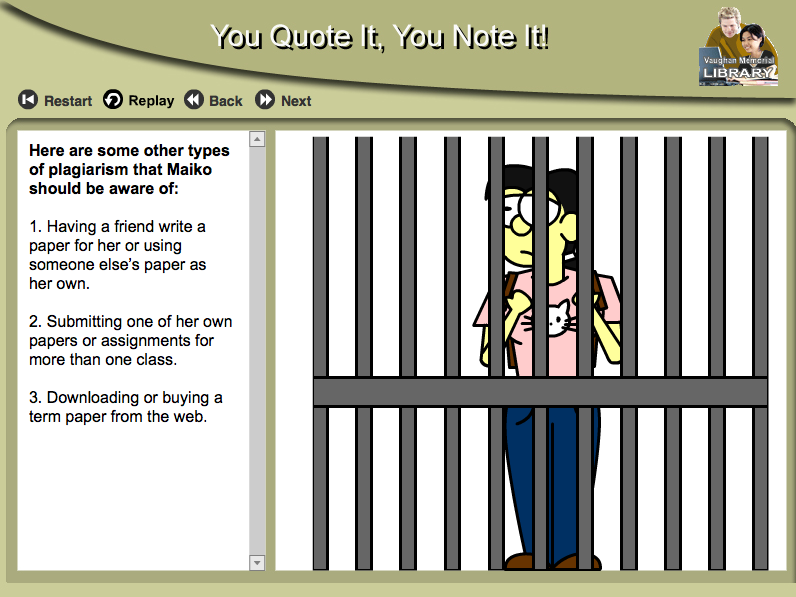 You Quote It, You Note It!
Vaughan Memorial
LIBRARY
Restart Replay Back Next
Here are some other types
of plagiarism that Maiko
should be aware of:
1. Having a friend write a
paper for her or using
someone else's paper as
her own.
2. Submitting one of her own
papers or assignments for
more than one class.
3. Downloading or buying a
term paper from the web.